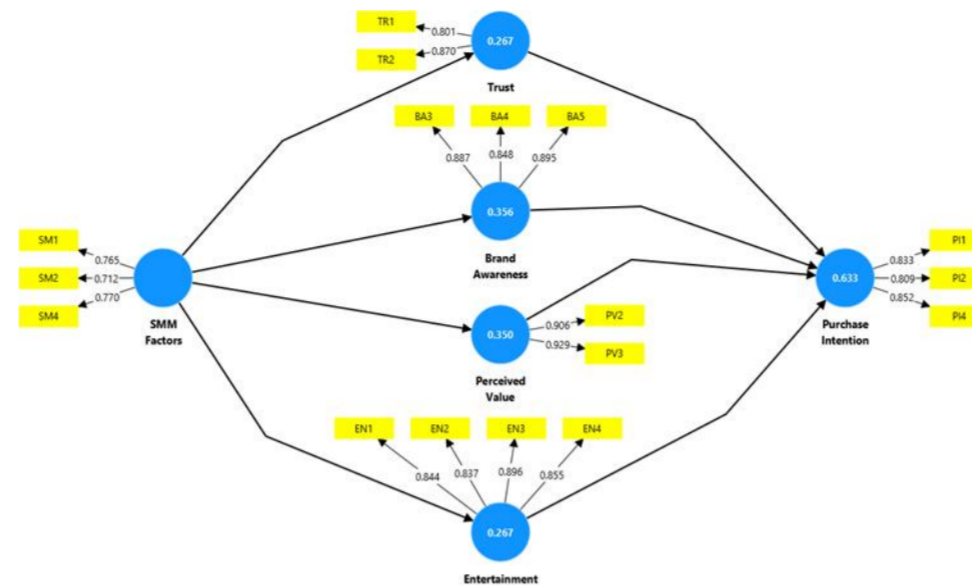 TR1
0.801
0.267
TR2
0.870
Trust
BA3
BA4
BA5
0.887
0.848
0.895
0.356
Brand
Awareness
SM1
0.765
SM2
0.712
SM4
0.770
SMM
Factors
PI1
0.833
0.633
0.809
PI2
0.852
PI4
Purchase
Intention
0.350
0.906
PV2
0.929
PV3
Perceived
Value
EN1
EN2
EN3
EN4
0.844
0.837
0.896
0.855
0.267
Entertainment